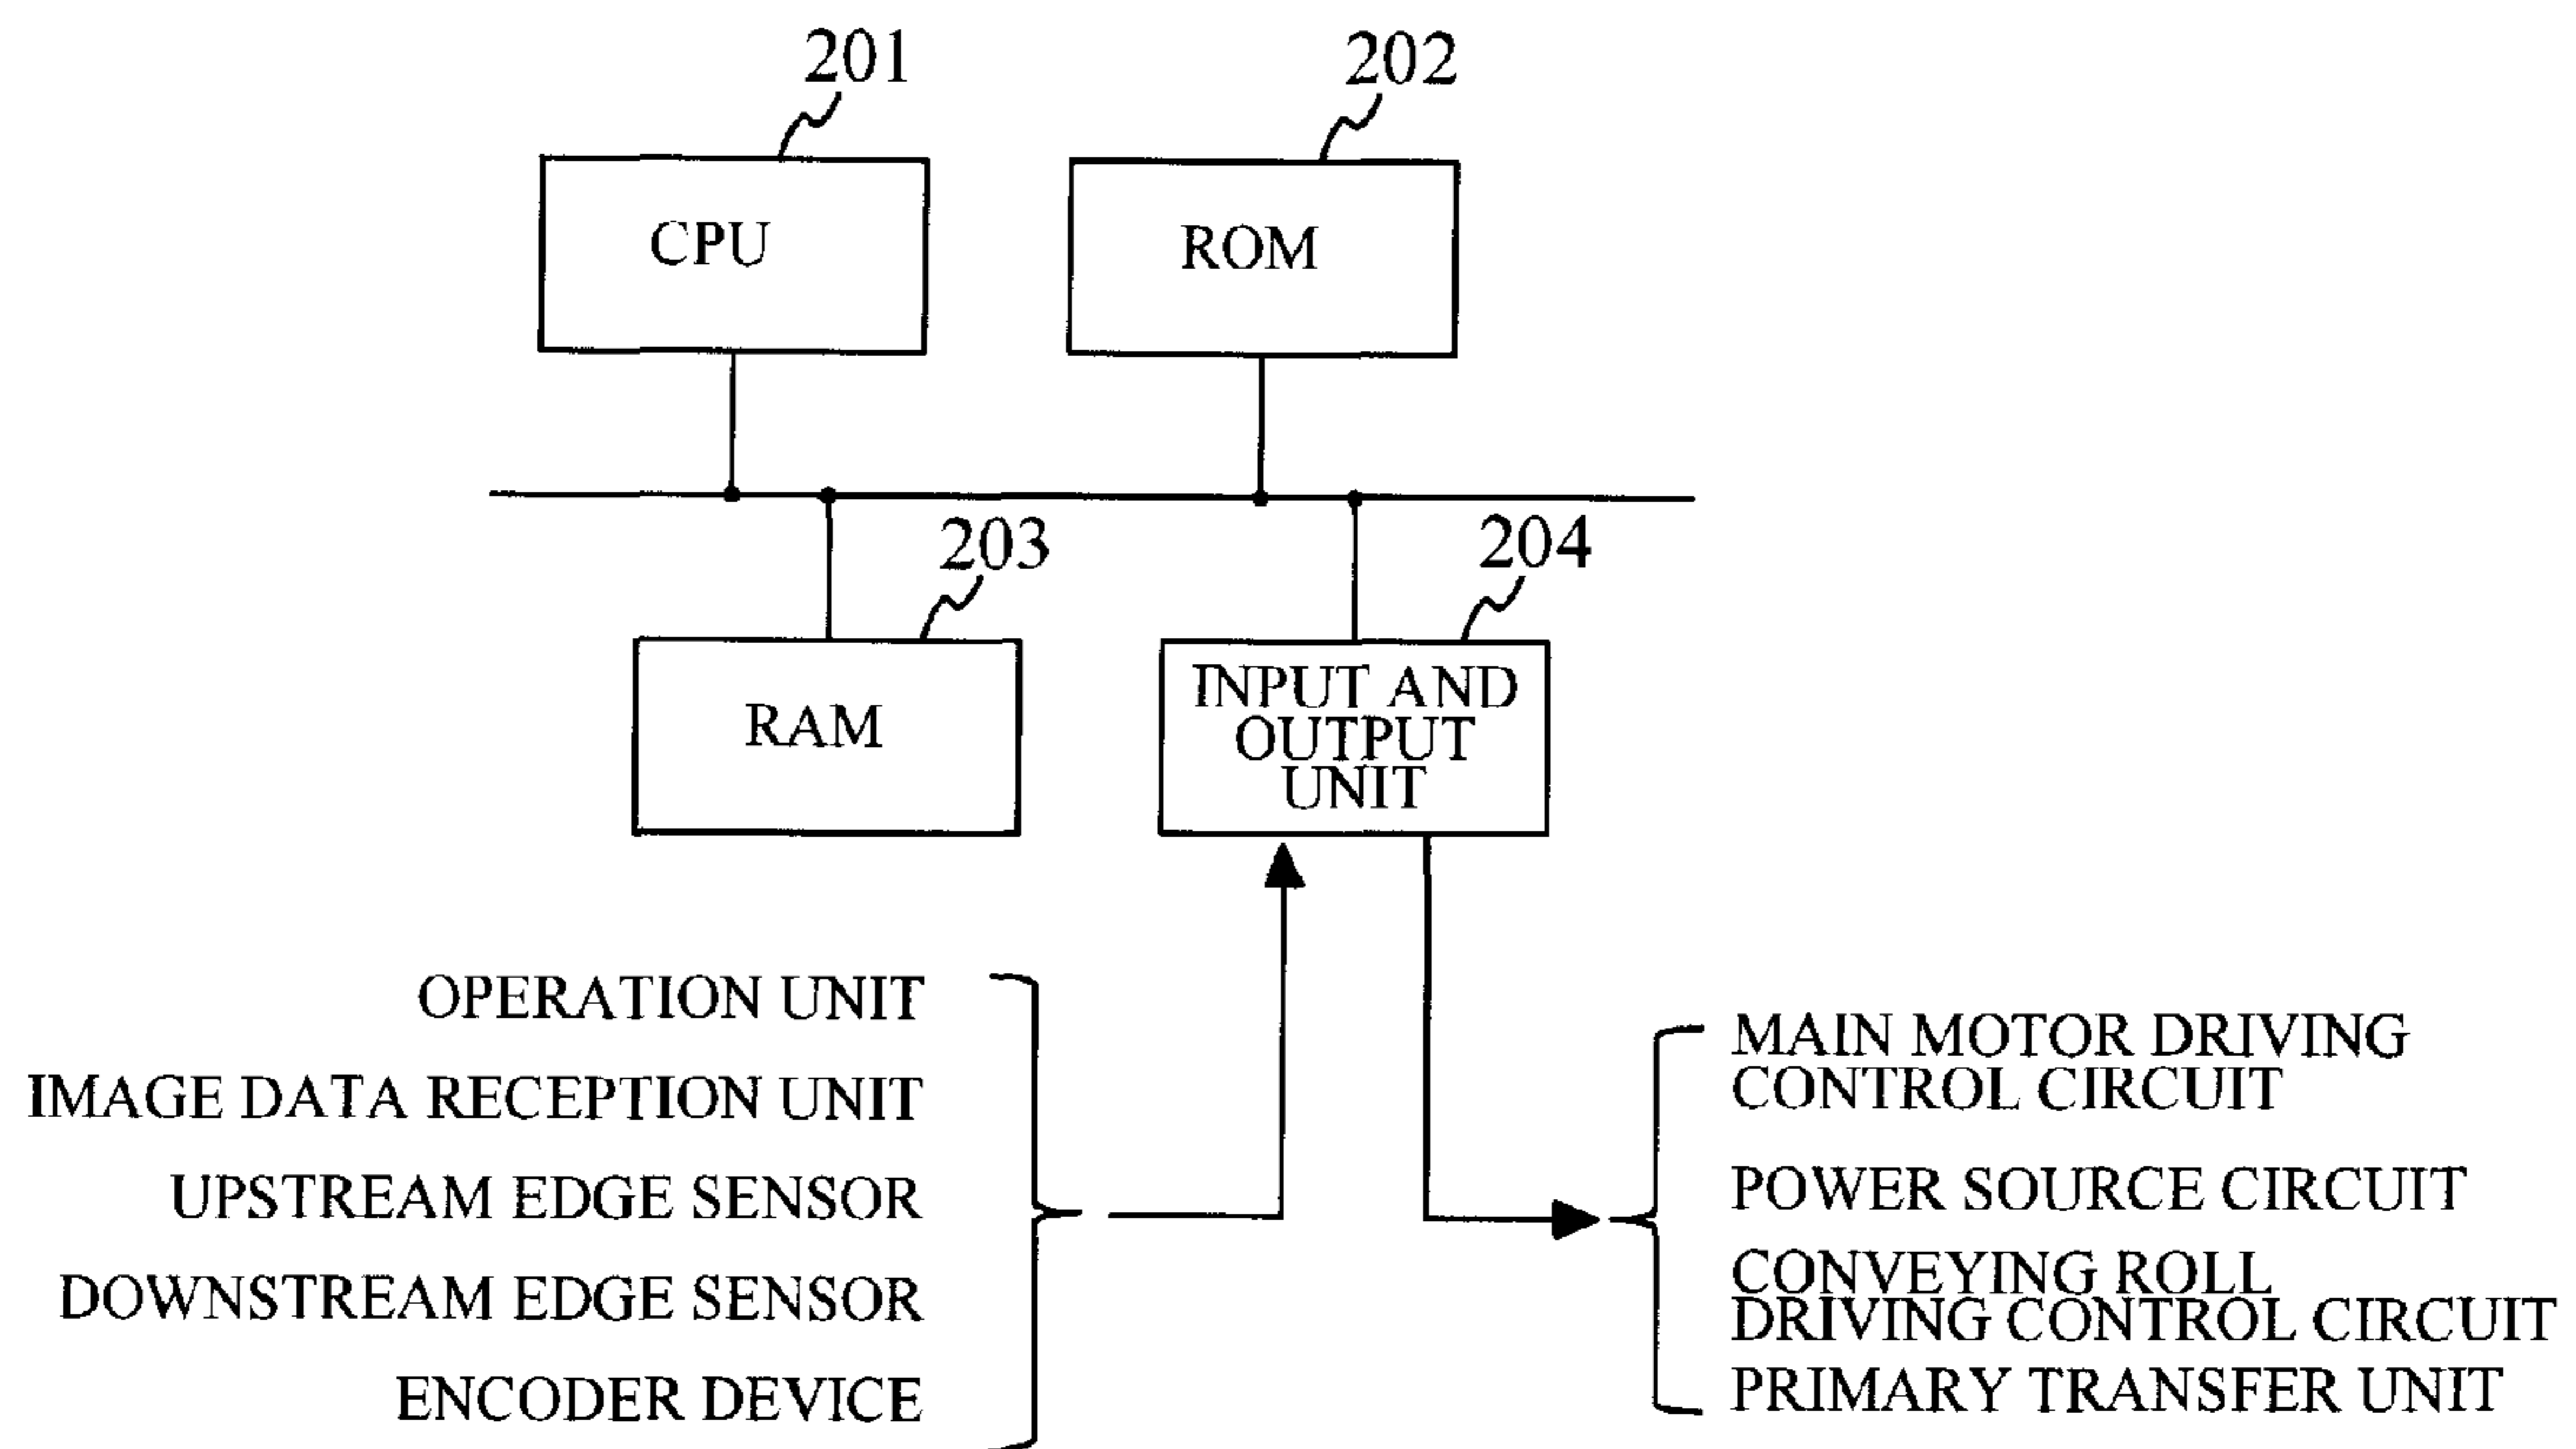 201
202
CPU
ROM
203
204
RAM
INPUT AND
OUTPUT
UNIT
OPERATION UNIT
IMAGE DATA RECEPTION UNIT
UPSTREAM EDGE SENSOR
DOWNSTREAM EDGE SENSOR
ENCODER DEVICE
MAIN MOTOR DRIVING
CONTROL CIRCUIT
POWER SOURCE CIRCUIT
CONVEYING ROLL
DRIVING CONTROL CIRCUIT
PRIMARY TRANSFER UNIT